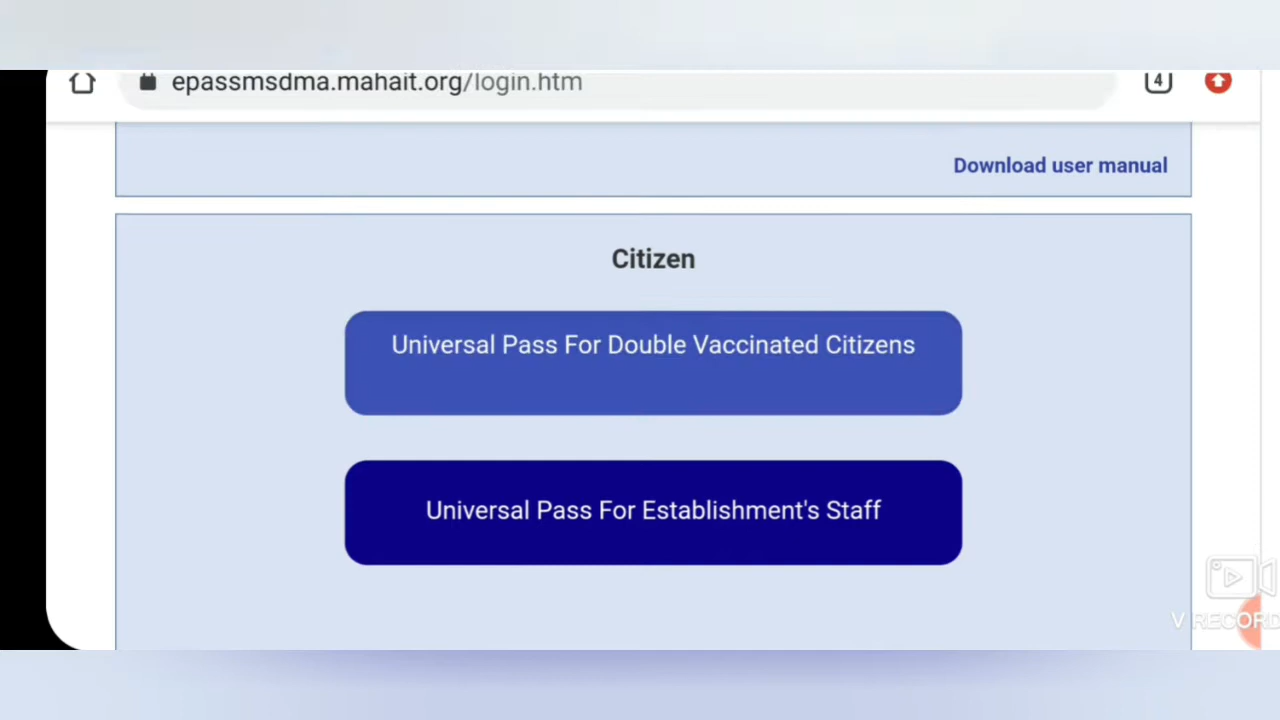 epassmsdma.mahait.org/login.htm
4
Download user manual
Citizen
Universal Pass For Double Vaccinated Citizens
Universal Pass For Establishment's Staff
V RECORD